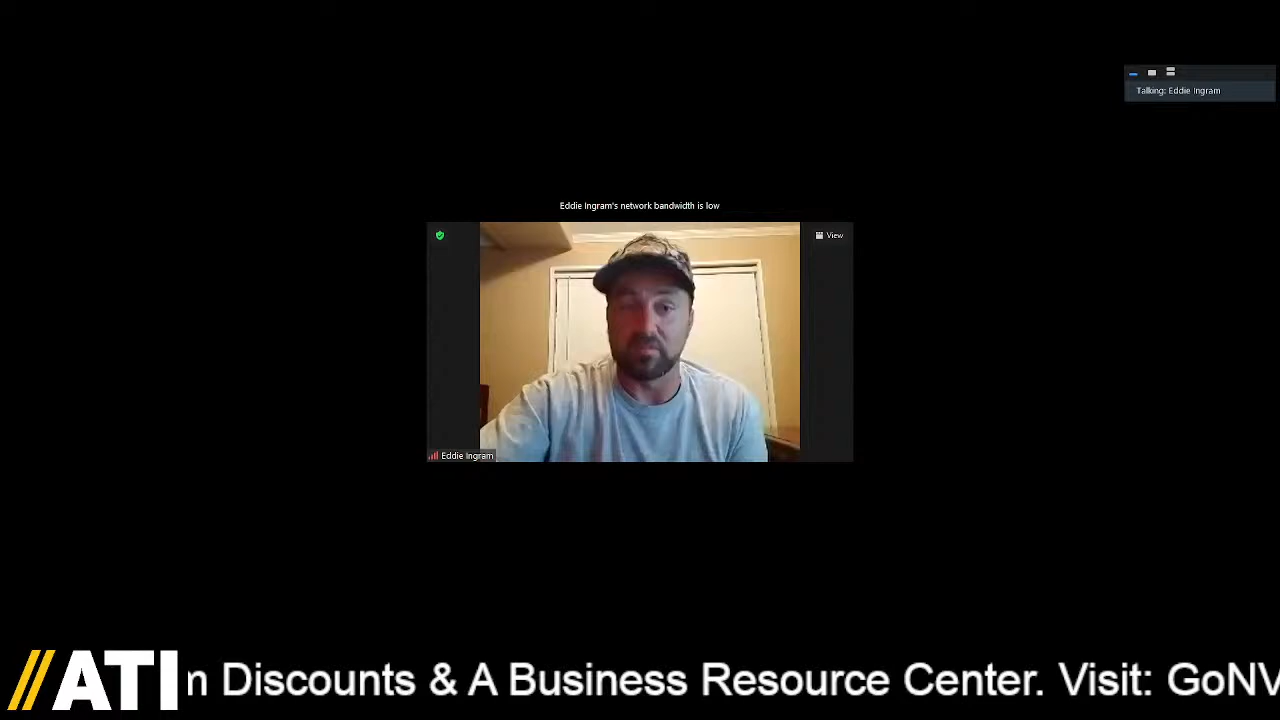 Talking: Eddie Ingram
Eddie Ingram's network bandwidth is low
View
Eddie Ingram
//ATI
n Discounts & A Business Resource Center. Visit: GoNV